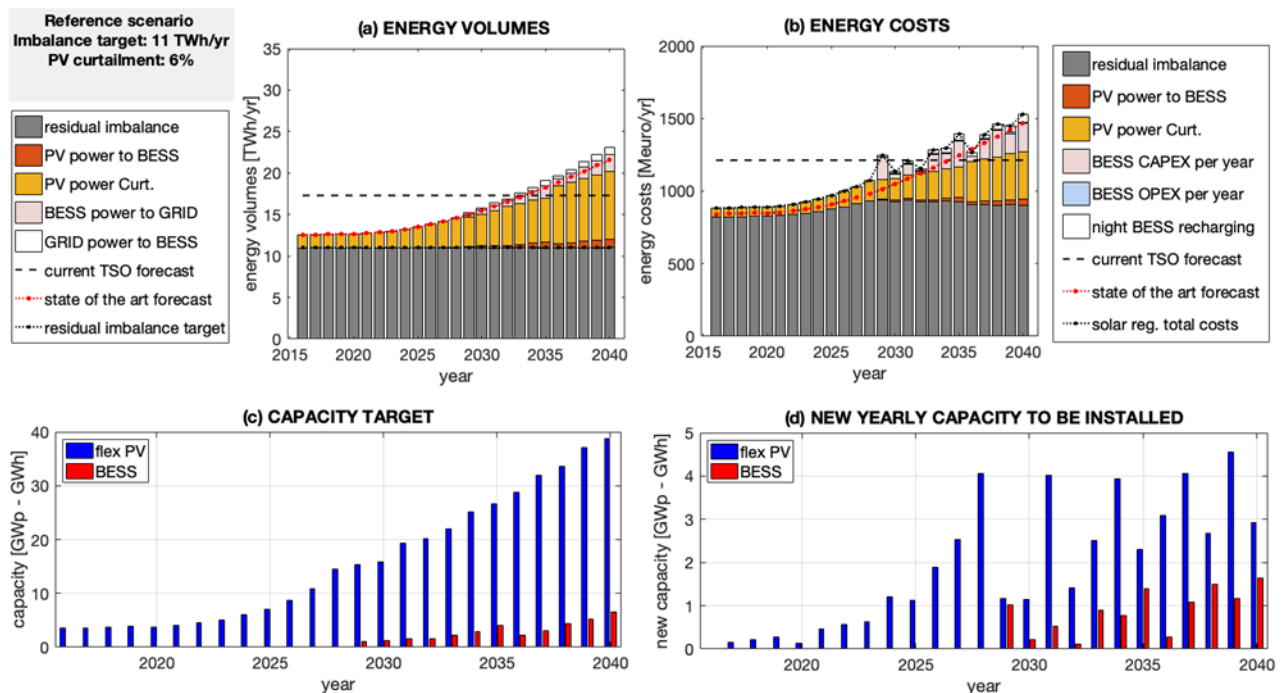 Reference scenario
Imbalance target: 11 TWh/yr
PV curtailment: 6%
residual imbalance
PV power to BESS
PV power Curt.
BESS power to GRID
GRID power to BESS
current TSO forecast
state of the art forecast
residual imbalance target
(a) ENERGY VOLUMES
energy volumes [TWh/yr]
35
30
25
20
15
10
5
0
2015 2020 2025 2030 2035 2040
year
(b) ENERGY COSTS
energy costs [Meuro/yr]
2000
1500
1000
500
0
2015 2020 2025 2030 2035 2040
year
residual imbalance
PV power to BESS
PV power Curt.
BESS CAPEX per year
BESS OPEX per year
night BESS recharging
current TSO forecast
state of the art forecast
solar reg. total costs
(c) CAPACITY TARGET
flex PV
BESS
capacity [GWp - GWh]
40
30
20
10
0
2020 2025 2030 2035 2040
year
(d) NEW YEARLY CAPACITY TO BE INSTALLED
flex PV
BESS
new capacity [GWp - GWh]
5
4
3
2
1
0
2020 2025 2030 2035 2040
year